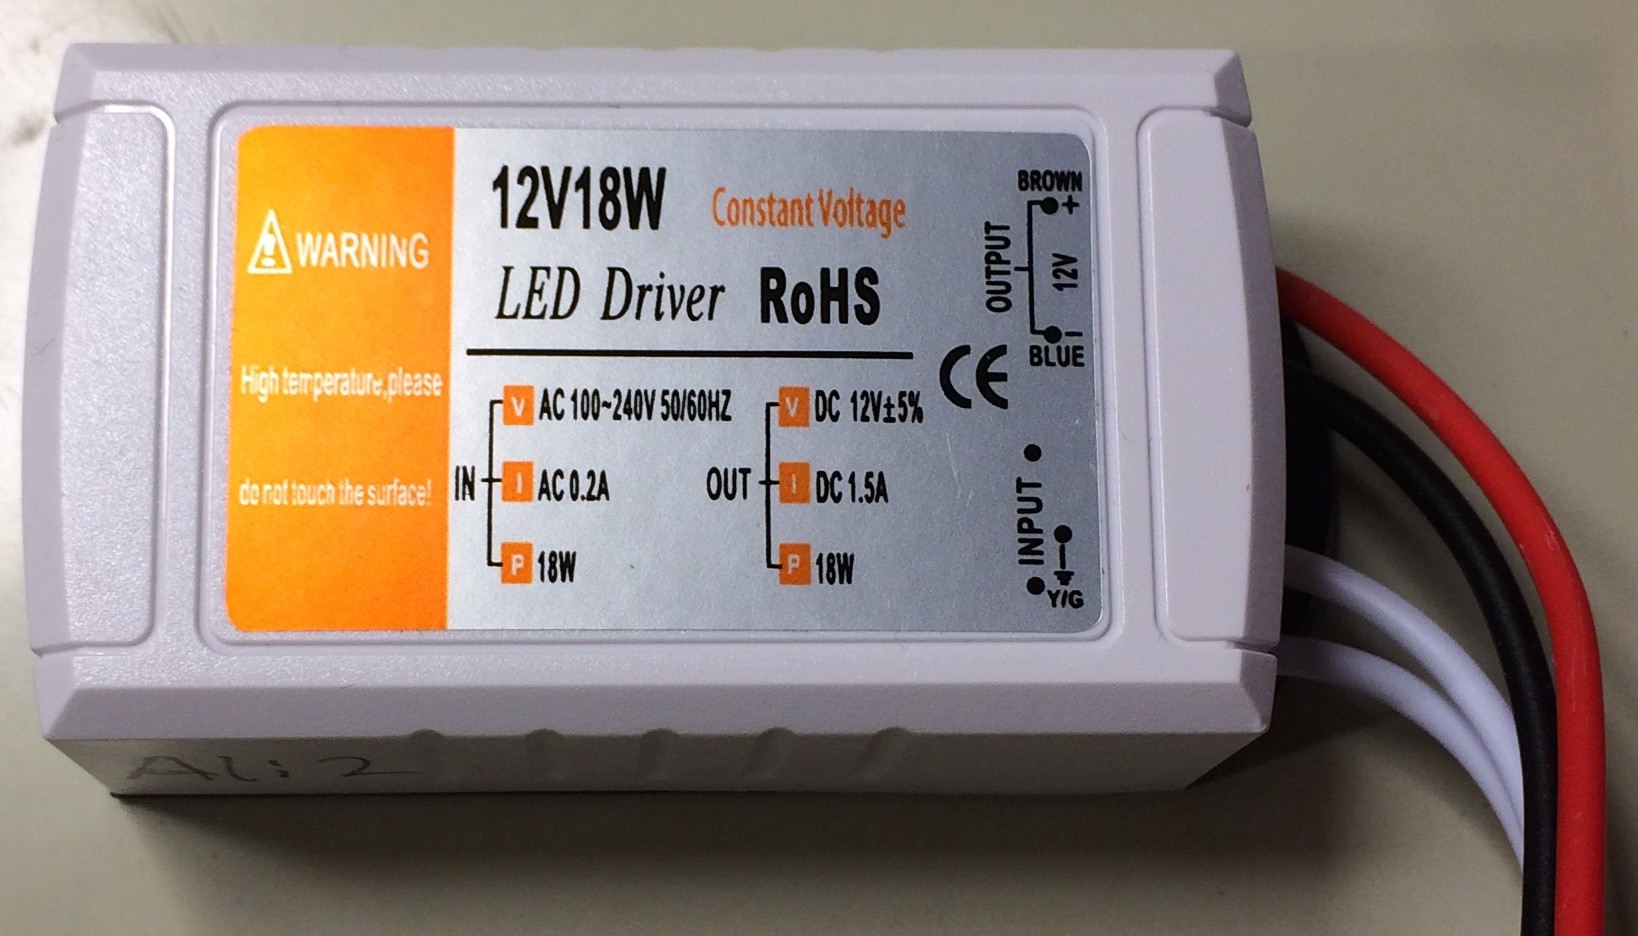 WARNING
High temperature,please
do not touch the surface!
12V18W Constant Voltage
LED Driver RoHS
IN
V AC 100~240V 50/60HZ
I AC 0.2A
P 18W
OUT
V DC 12V±5%
I DC 1.5A
P 18W
CE
BROWN
+
OUTPUT
12V
-
BLUE
INPUT
Y/G
Ali 2